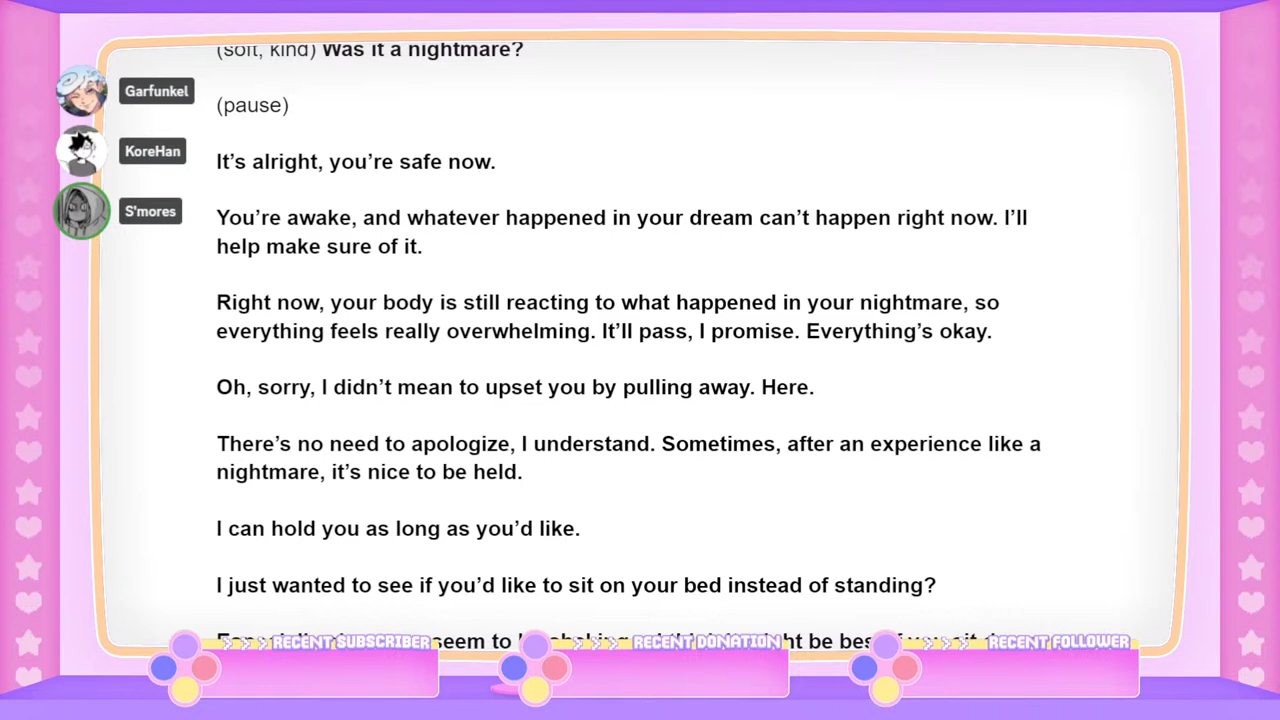 (soft, kind) Was it a nightmare?
Garfunkel
(pause)
KoreHan
It’s alright, you’re safe now.
S'mores
You’re awake, and whatever happened in your dream can’t happen right now. I’ll
help make sure of it.
Right now, your body is still reacting to what happened in your nightmare, so
everything feels really overwhelming. It’ll pass, I promise. Everything’s okay.
Oh, sorry, I didn’t mean to upset you by pulling away. Here.
There’s no need to apologize, I understand. Sometimes, after an experience like a
nightmare, it’s nice to be held.
I can hold you as long as you’d like.
I just wanted to see if you’d like to sit on your bed instead of standing?
seem to
RECENT SUBSCRIBER
RECENT DONATION
RECENT FOLLOWER